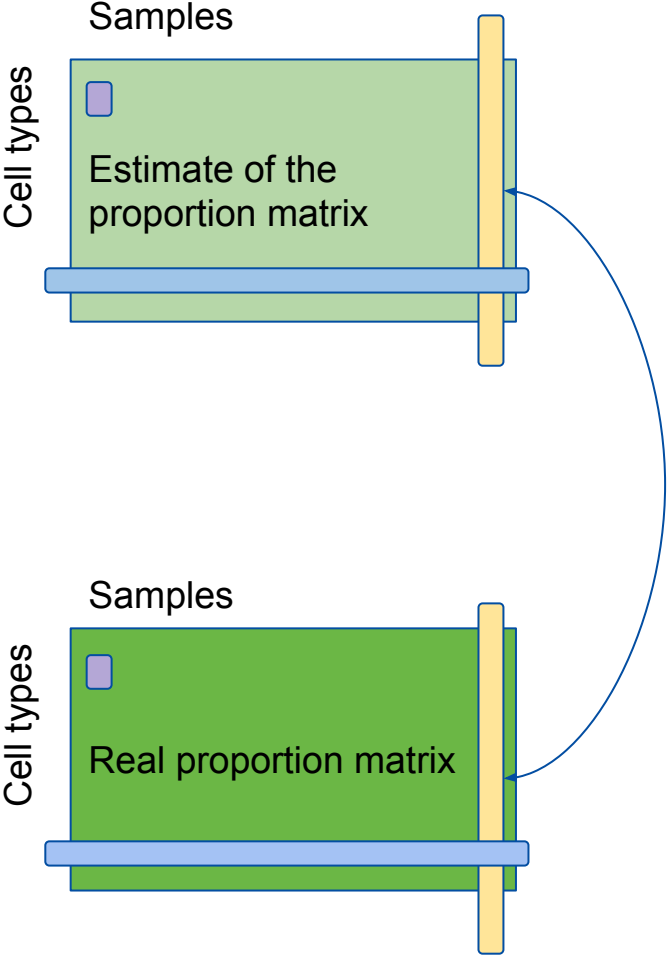 Samples
Cell types
Estimate of the
proportion matrix
Samples
Cell types
Real proportion matrix